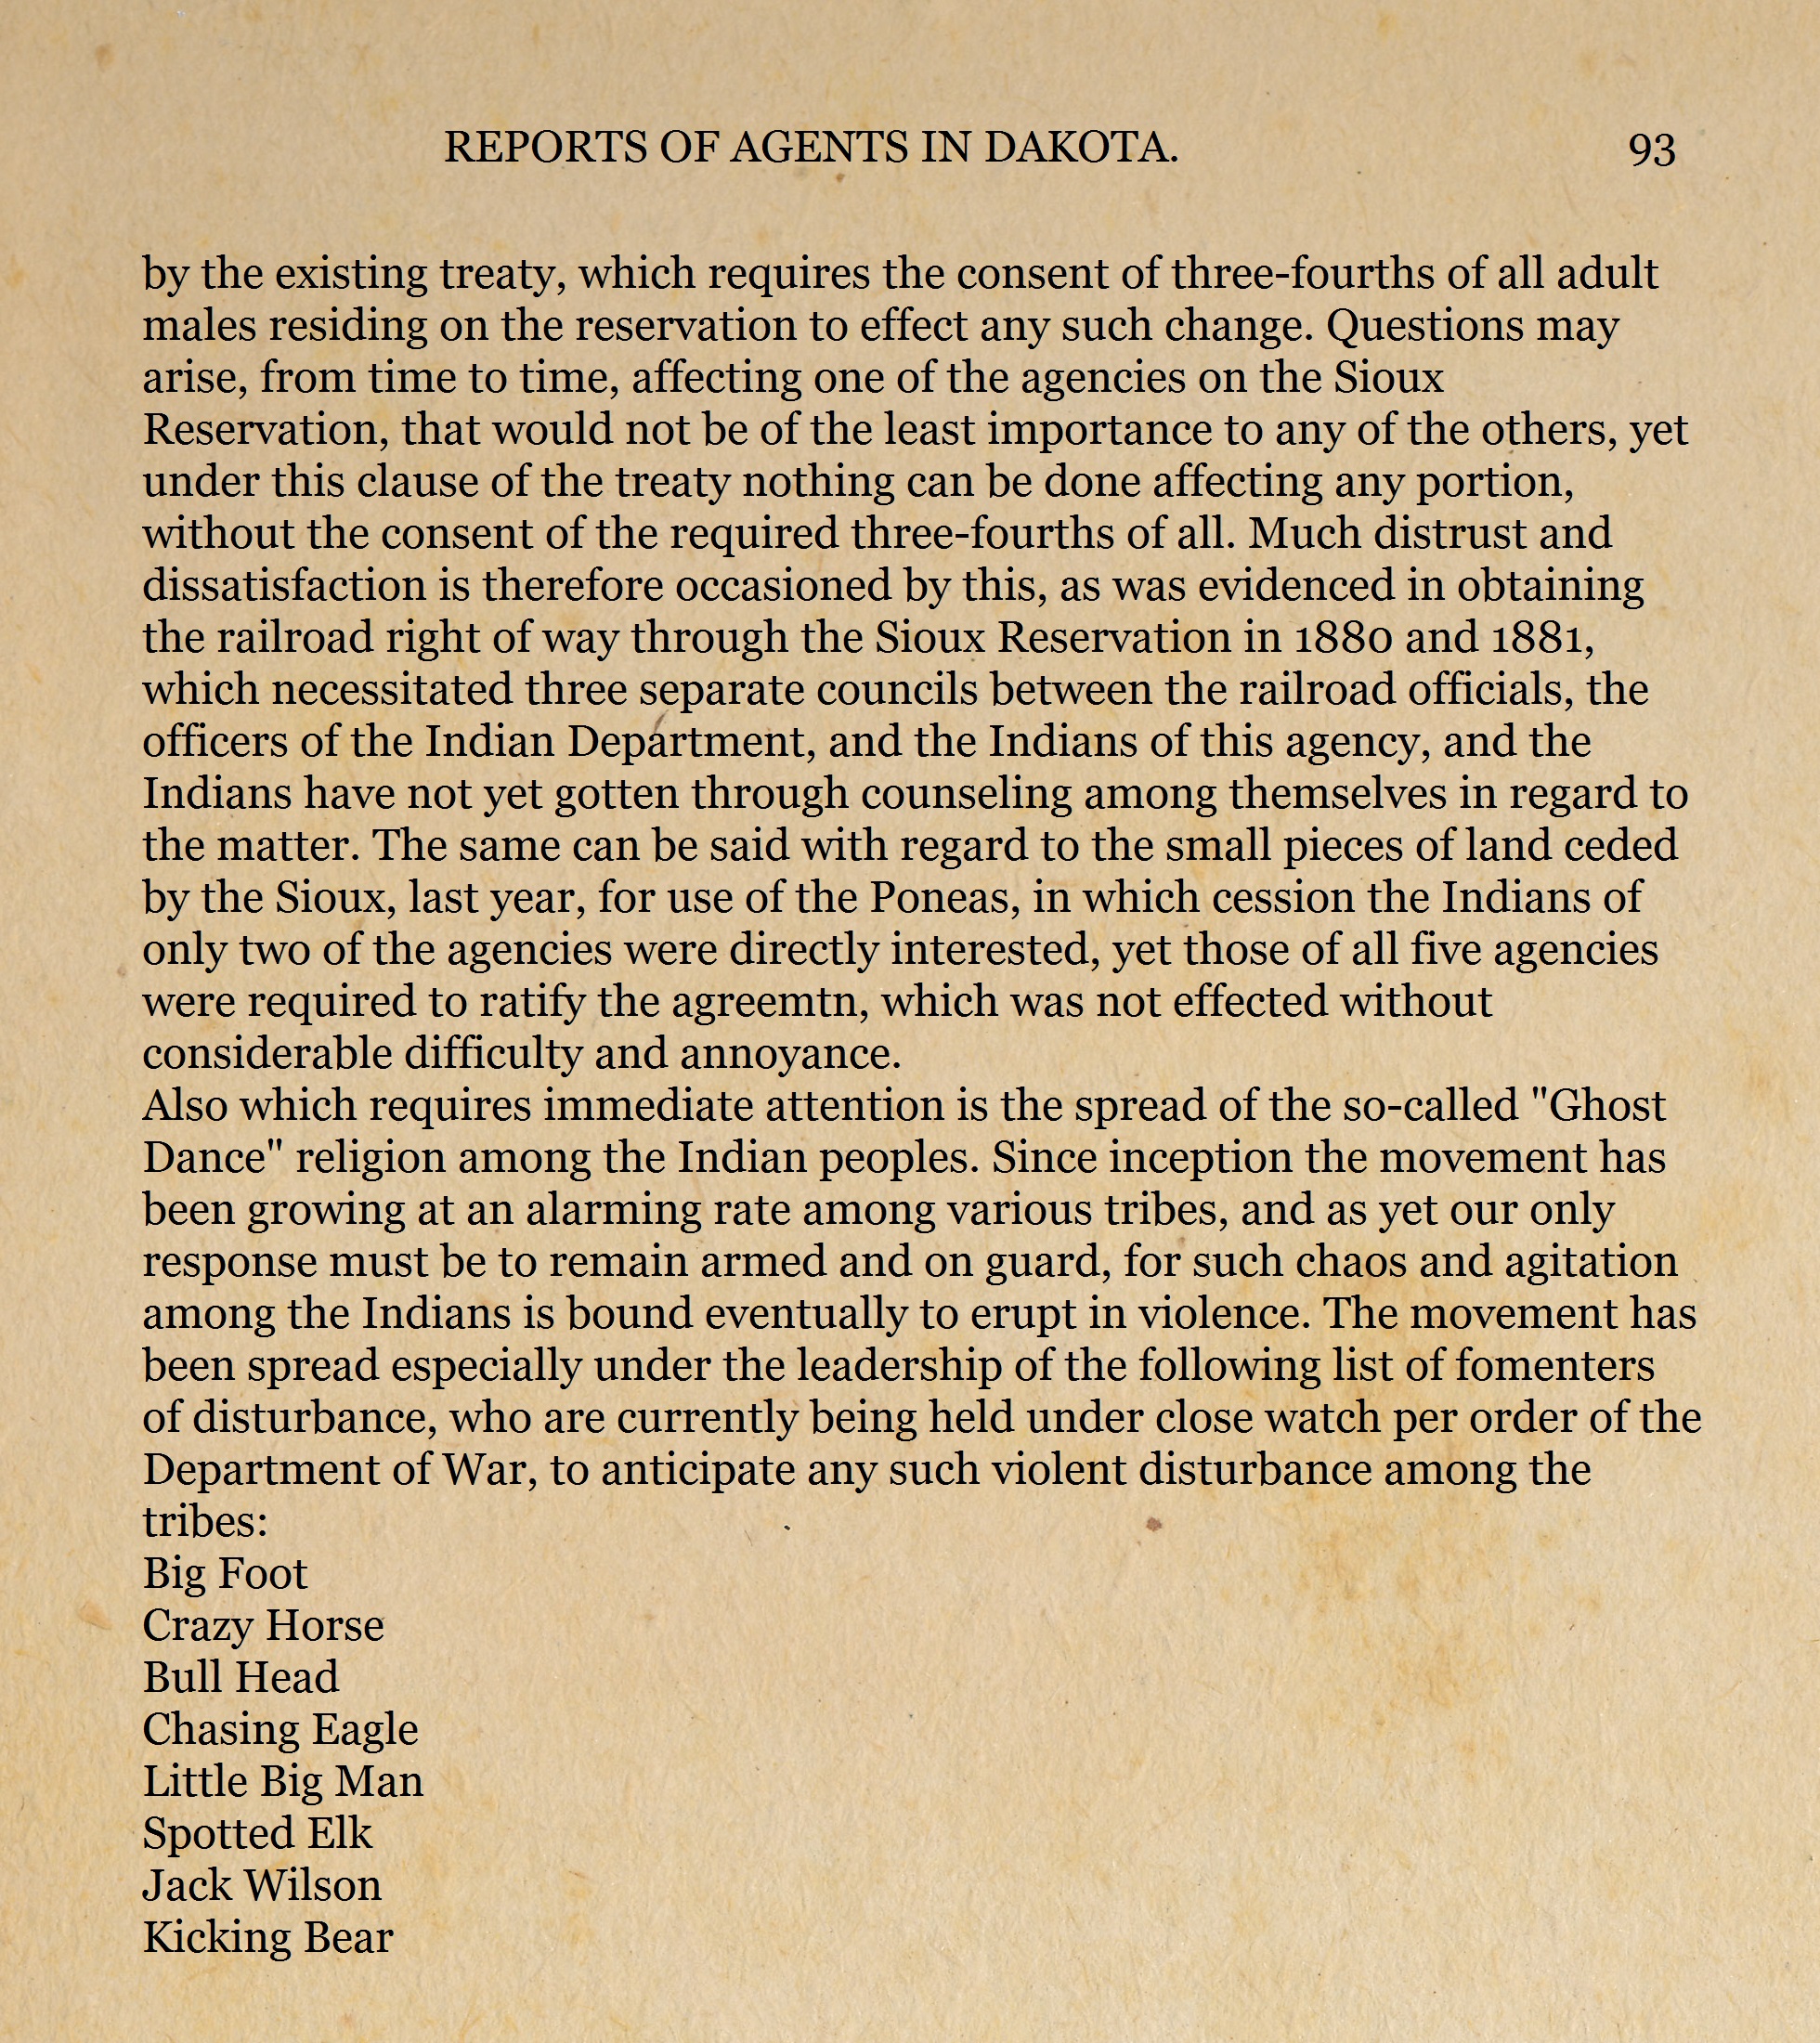 REPORTS OF AGENTS IN DAKOTA. 93
by the existing treaty, which requires the consent of three-fourths of all adult
males residing on the reservation to effect any such change. Questions may
arise, from time to time, affecting one of the agencies on the Sioux
Reservation, that would not be of the least importance to any of the others, yet
under this clause of the treaty nothing can be done affecting any portion,
without the consent of the required three-fourths of all. Much distrust and
dissatisfaction is therefore occasioned by this, as was evidenced in obtaining
the railroad right of way through the Sioux Reservation in 1880 and 1881,
which necessitated three separate councils between the railroad officials, the
officers of the Indian Department, and the Indians of this agency, and the
Indians have not yet gotten through counseling among themselves in regard to
the matter. The same can be said with regard to the small pieces of land ceded
by the Sioux, last year, for use of the Poneas, in which cession the Indians of
only two of the agencies were directly interested, yet those of all five agencies
were required to ratify the agreemtn, which was not effected without
considerable difficulty and annoyance.
Also which requires immediate attention is the spread of the so-called "Ghost
Dance" religion among the Indian peoples. Since inception the movement has
been growing at an alarming rate among various tribes, and as yet our only
response must be to remain armed and on guard, for such chaos and agitation
among the Indians is bound eventually to erupt in violence. The movement has
been spread especially under the leadership of the following list of fomenters
of disturbance, who are currently being held under close watch per order of the
Department of War, to anticipate any such violent disturbance among the
tribes:
Big Foot
Crazy Horse
Bull Head
Chasing Eagle
Little Big Man
Spotted Elk
Jack Wilson
Kicking Bear